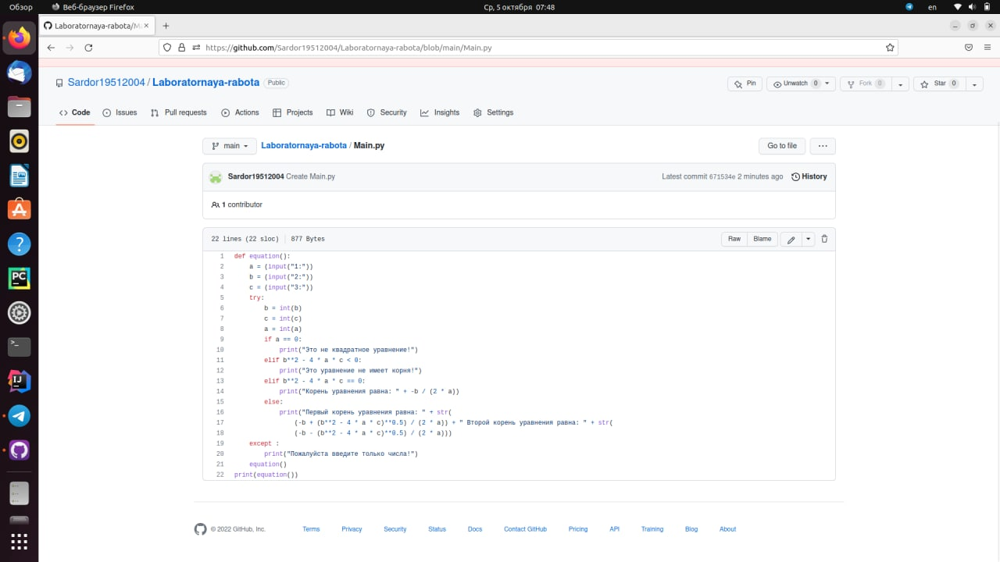 Обзор Веб-браузер Firefox Ср, 5 октября 07:48 en
Laboratornaya-rabota/M
https://github.com/Sardor19512004/Laboratornaya-rabota/blob/main/Main.py
Sardor19512004 / Laboratornaya-rabota Public Pin Unwatch 0 Fork 0 Star 0
Code Issues Pull requests Actions Projects Wiki Security Insights Settings
main Laboratornaya-rabota / Main.py Go to file ...
Sardor19512004 Create Main.py Latest commit 671534e 2 minutes ago History
1 contributor
22 lines (22 sloc) 877 Bytes Raw Blame
1 def equation():
2 a = (input("1:"))
3 b = (input("2:"))
4 c = (input("3:"))
5 try:
6 b = int(b)
7 c = int(c)
8 a = int(a)
9 if a == 0:
10 print("Это не квадратное уравнение!")
11 elif b**2 - 4 * a * c < 0:
12 print("Это уравнение не имеет корня!")
13 elif b**2 - 4 * a * c == 0:
14 print("Корень уравнения равна: " + -b / (2 * a))
15 else:
16 print("Первый корень уравнения равна: " + str(
17 (-b + (b**2 - 4 * a * c)**0.5) / (2 * a)) + " Второй корень уравнения равна: " + str(
18 (-b - (b**2 - 4 * a * c)**0.5) / (2 * a)))
19 except :
20 print("Пожалуйста введите только числа!")
21 equation()
22 print(equation())
© 2022 GitHub, Inc. Terms Privacy Security Status Docs Contact GitHub Pricing API Training Blog About